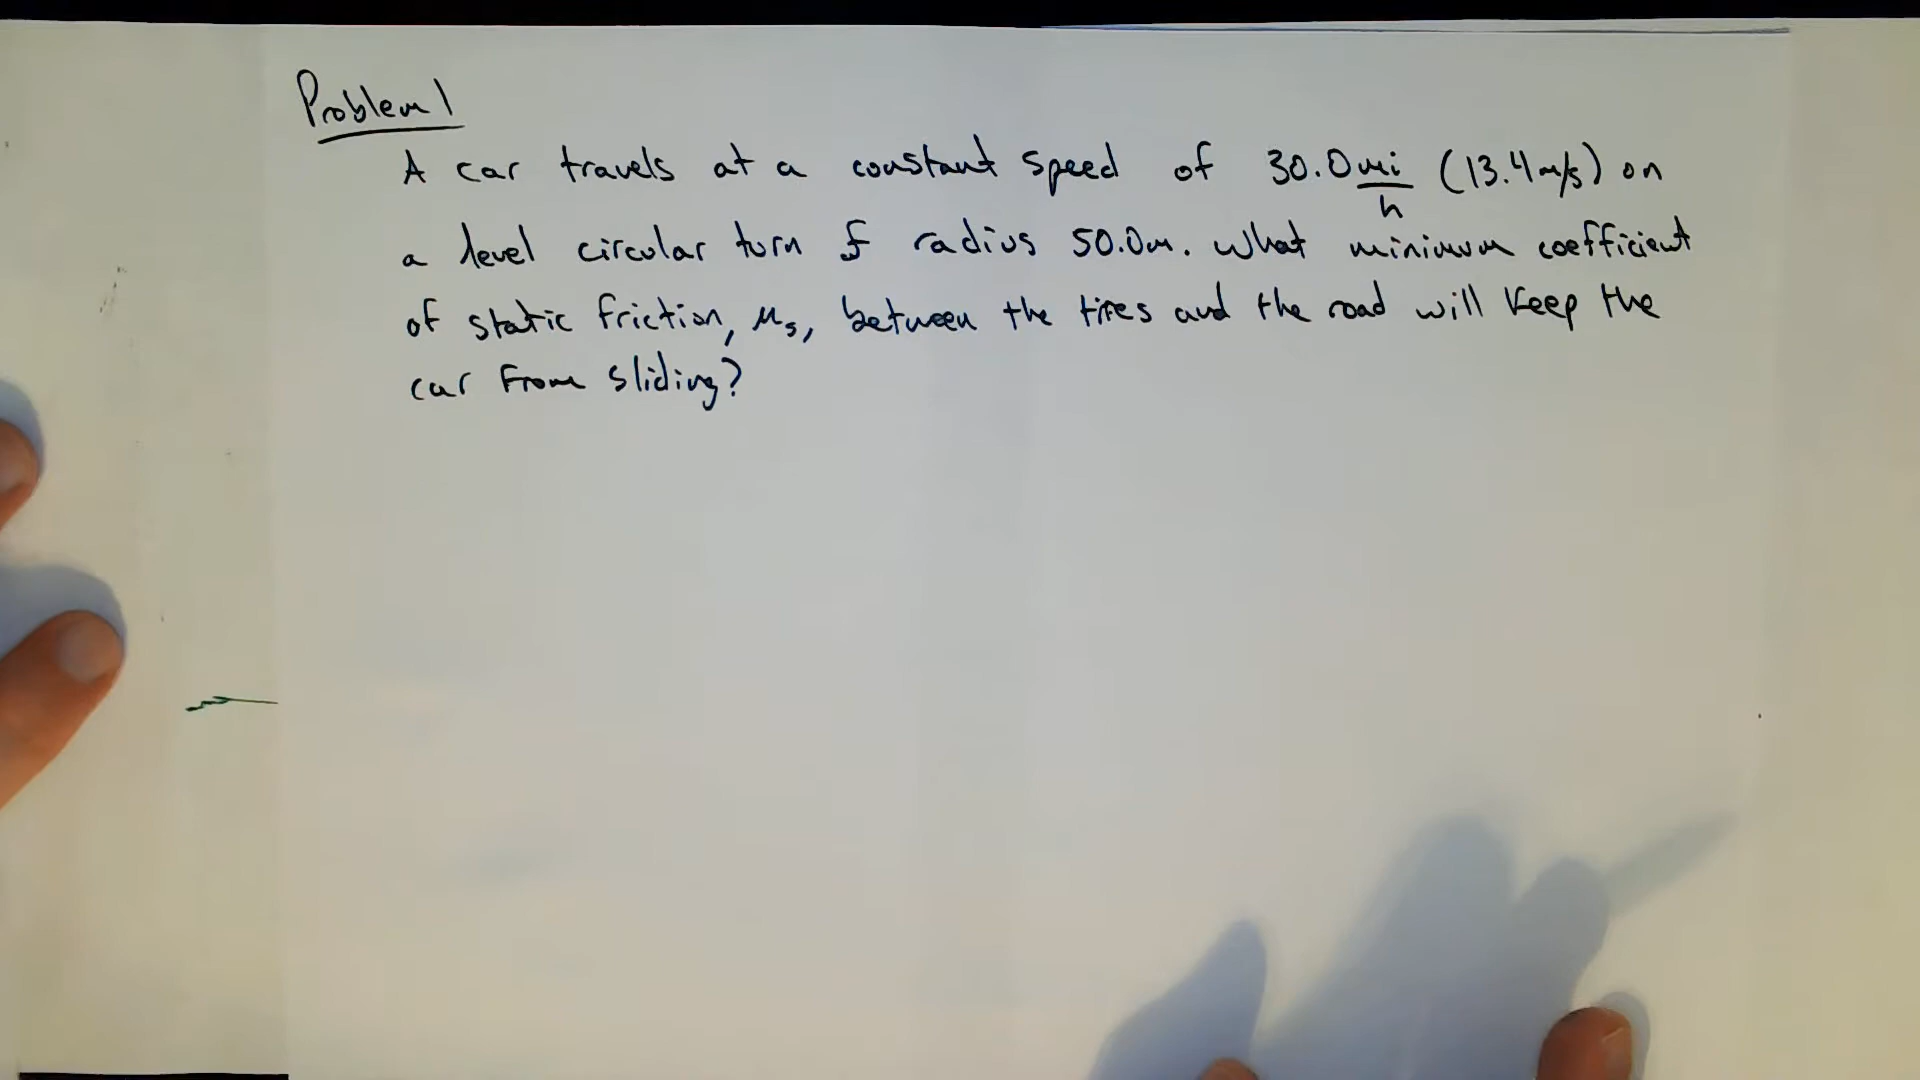 Problem 1
A car travels at a constant speed of 30.0 mi/h (13.4 m/s) on
a level circular turn of radius 50.0m. What minimum coefficient
of static friction, μs, between the tires and the road will keep the
car from sliding?